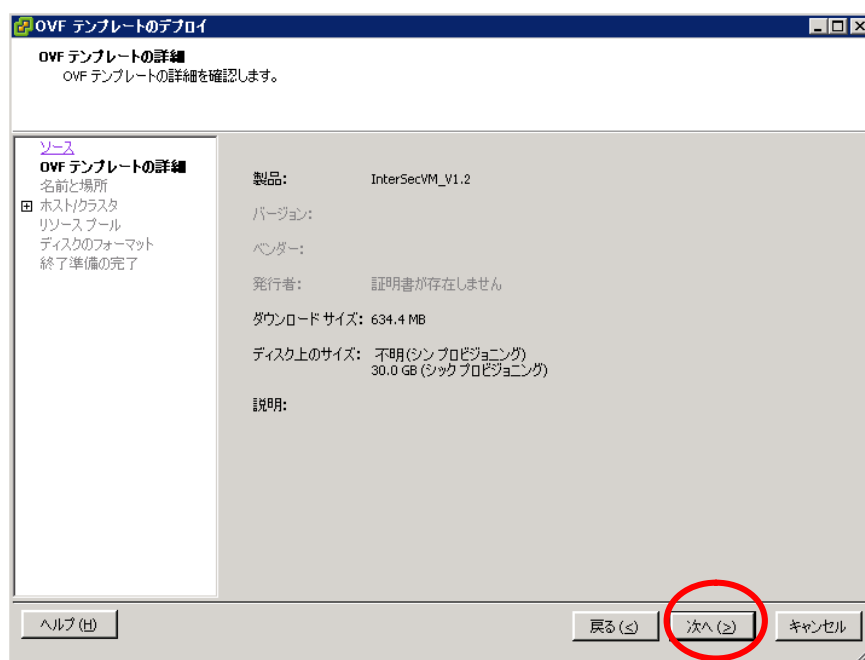 OVF テンプレートのデプロイ
OVF テンプレートの詳細
OVF テンプレートの詳細を確認します。
ソース
OVF テンプレートの詳細
名前と場所
ホスト/クラスタ
リソース プール
ディスクのフォーマット
終了準備の完了
製品: InterSecVM_V1.2
バージョン:
ベンダー:
発行者: 証明書が存在しません
ダウンロード サイズ: 634.4 MB
ディスク上のサイズ: 不明(シン プロビジョニング)
30.0 GB (シック プロビジョニング)
説明:
ヘルプ(H) 戻る(≤) 次へ(≥) キャンセル